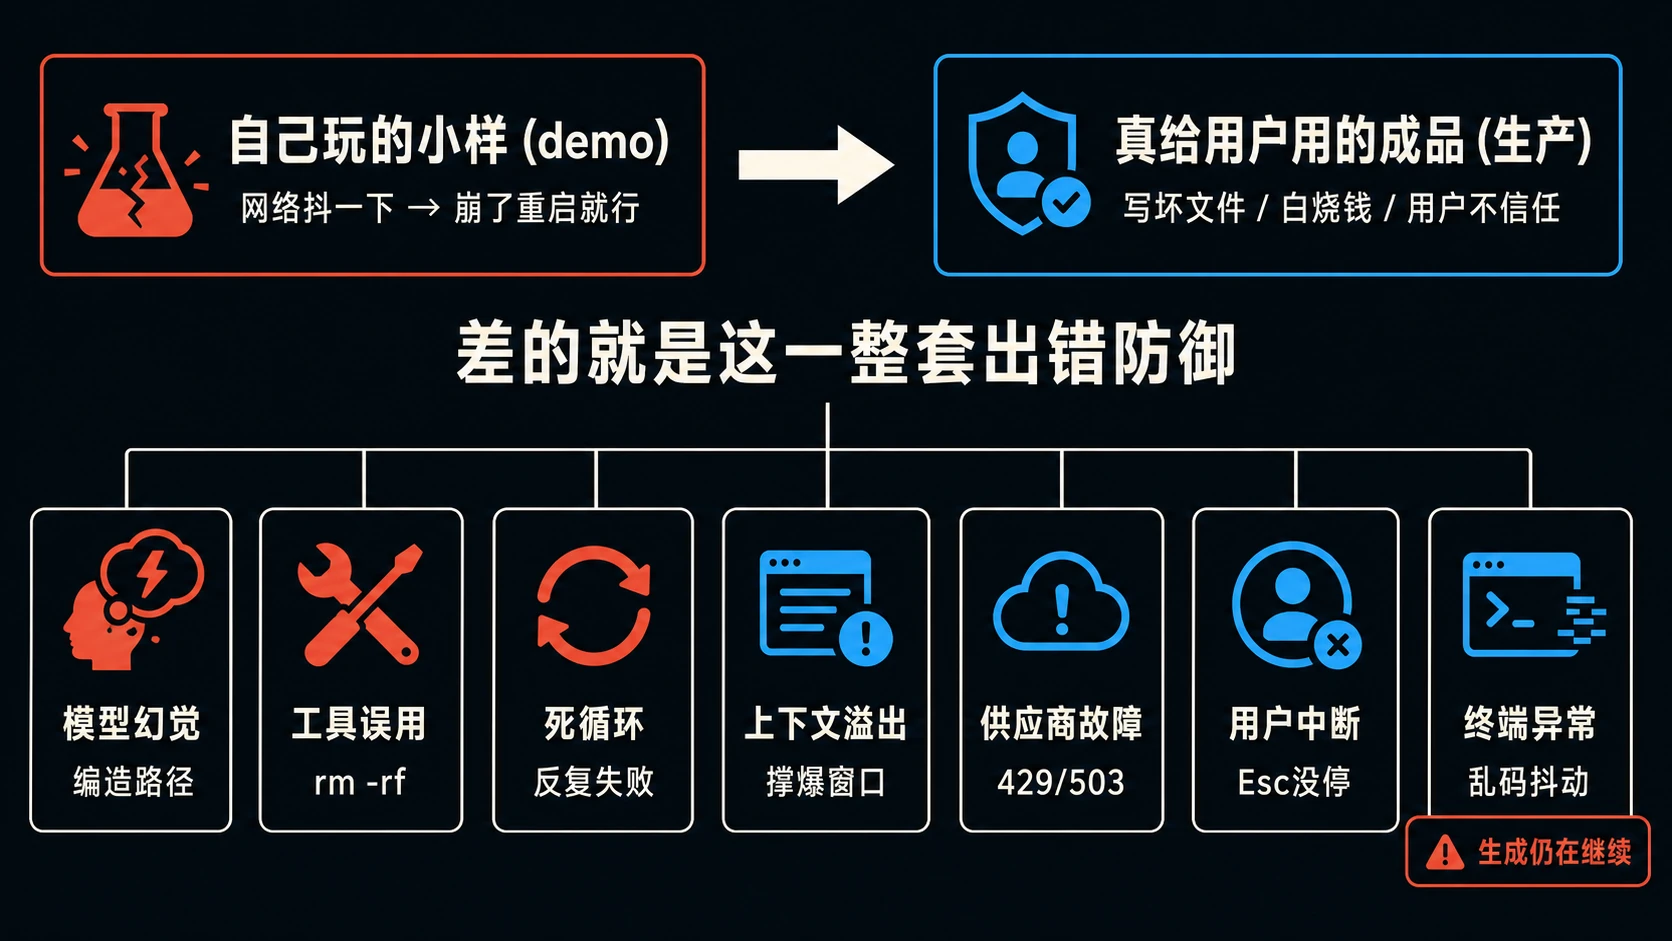 自己玩的小样 (demo)
网络抖一下 → 崩了重启就行
真给用户用的成品 (生产)
写坏文件 / 白烧钱 / 用户不信任
差的就是这一整套出错防御
模型幻觉
编造路径
工具误用
rm -rf
死循环
反复失败
上下文溢出
撑爆窗口
供应商故障
429/503
用户中断
Esc没停
终端异常
乱码抖动
生成仍在继续